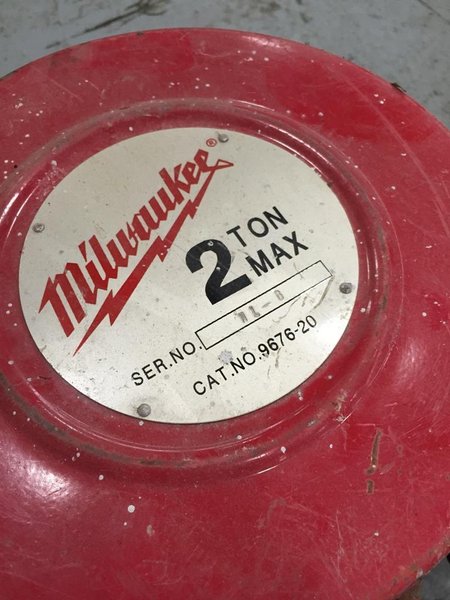 Milwaukee®
2 TON
MAX
SER.NO.
CAT.NO.9676-20